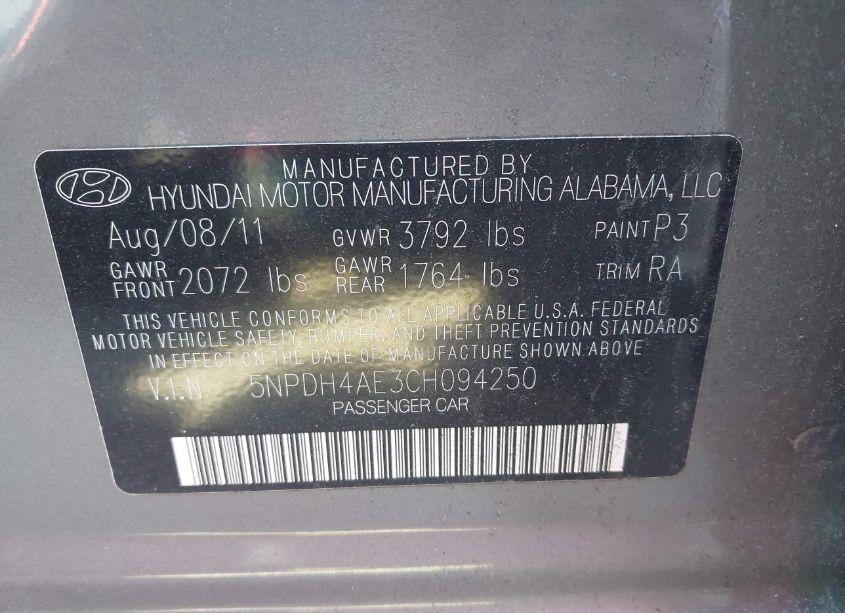 MANUFACTURED BY
HYUNDAI MOTOR MANUFACTURING ALABAMA, LLC
Aug/08/11 GVWR 3792 lbs PAINT P3
GAWR FRONT 2072 lbs GAWR REAR 1764 lbs TRIM RA
THIS VEHICLE CONFORMS TO ALL APPLICABLE U.S.A. FEDERAL
MOTOR VEHICLE SAFETY, BUMPER, AND THEFT PREVENTION STANDARDS
IN EFFECT ON THE DATE OF MANUFACTURE SHOWN ABOVE
V.I.N 5NPDH4AE3CH094250
PASSENGER CAR